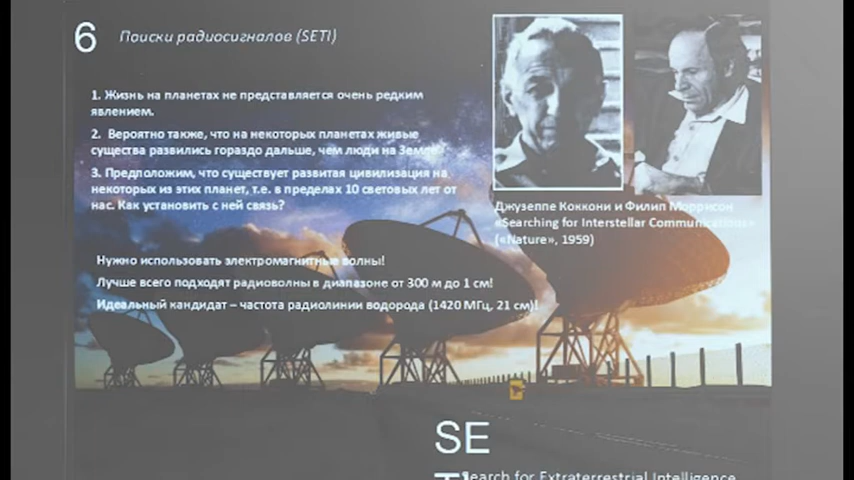 6
Поиски радиосигналов (SETI)
1. Жизнь на планетах не представляется очень редким
явлением.
2. Вероятно также, что на некоторых планетах живые
существа развились гораздо дальше, чем люди на Земле.
3. Предположим, что существует развитая цивилизация на
некоторых из этих планет, т.е. в пределах 10 световых лет от
нас. Как установить с ней связь?
Джузеппе Коккони и Филип Моррисон
«Searching for Interstellar Communications»
(«Nature», 1959)
Нужно использовать электромагнитные волны!
Лучше всего подходят радиоволны в диапазоне от 300 м до 1 см!
Идеальный кандидат – частота радиолинии водорода (1420 МГц, 21 см)!
SE
earch for Extraterrestrial Intelligence